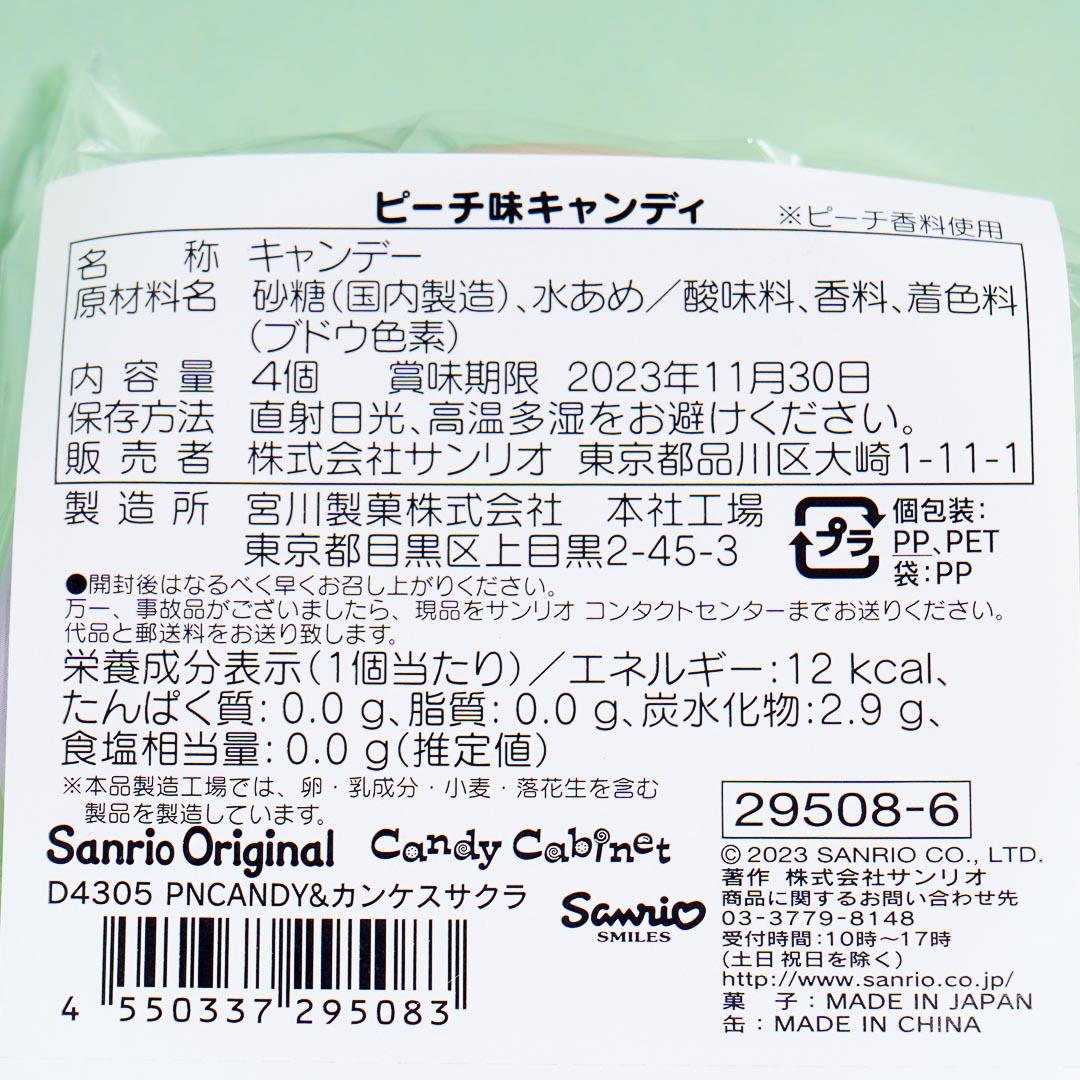 ピーチ味キャンディ ※ピーチ香料使用
名称 キャンデー
原材料名 砂糖(国内製造)、水あめ/酸味料、香料、着色料
(ブドウ色素)
内容量 4個 賞味期限 2023年11月30日
保存方法 直射日光、高温多湿をお避けください。
販売者 株式会社サンリオ 東京都品川区大崎1-11-1
製造所 宮川製菓株式会社 本社工場
東京都目黒区上目黒2-45-3
プラ
個包装:
PP、PET
袋:PP
●開封後はなるべく早くお召し上がりください。
万一、事故品がございましたら、現品をサンリオ コンタクトセンターまでお送りください。
代品と郵送料をお送り致します。
栄養成分表示(1個当たり)/エネルギー:12 kcal、
たんぱく質:0.0 g、脂質:0.0 g、炭水化物:2.9 g、
食塩相当量:0.0 g(推定値)
※本品製造工場では、卵・乳成分・小麦・落花生を含む
製品を製造しています。
Sanrio Original Candy Cabinet
D4305 PNCANDY&カンケスサクラ
4 550337 295083
Sanrio
SMILES
29508-6
© 2023 SANRIO CO., LTD.
著作 株式会社サンリオ
商品に関するお問い合わせ先
03-3779-8148
受付時間:10時~17時
(土日祝日を除く)
http://www.sanrio.co.jp/
菓子:MADE IN JAPAN
缶:MADE IN CHINA